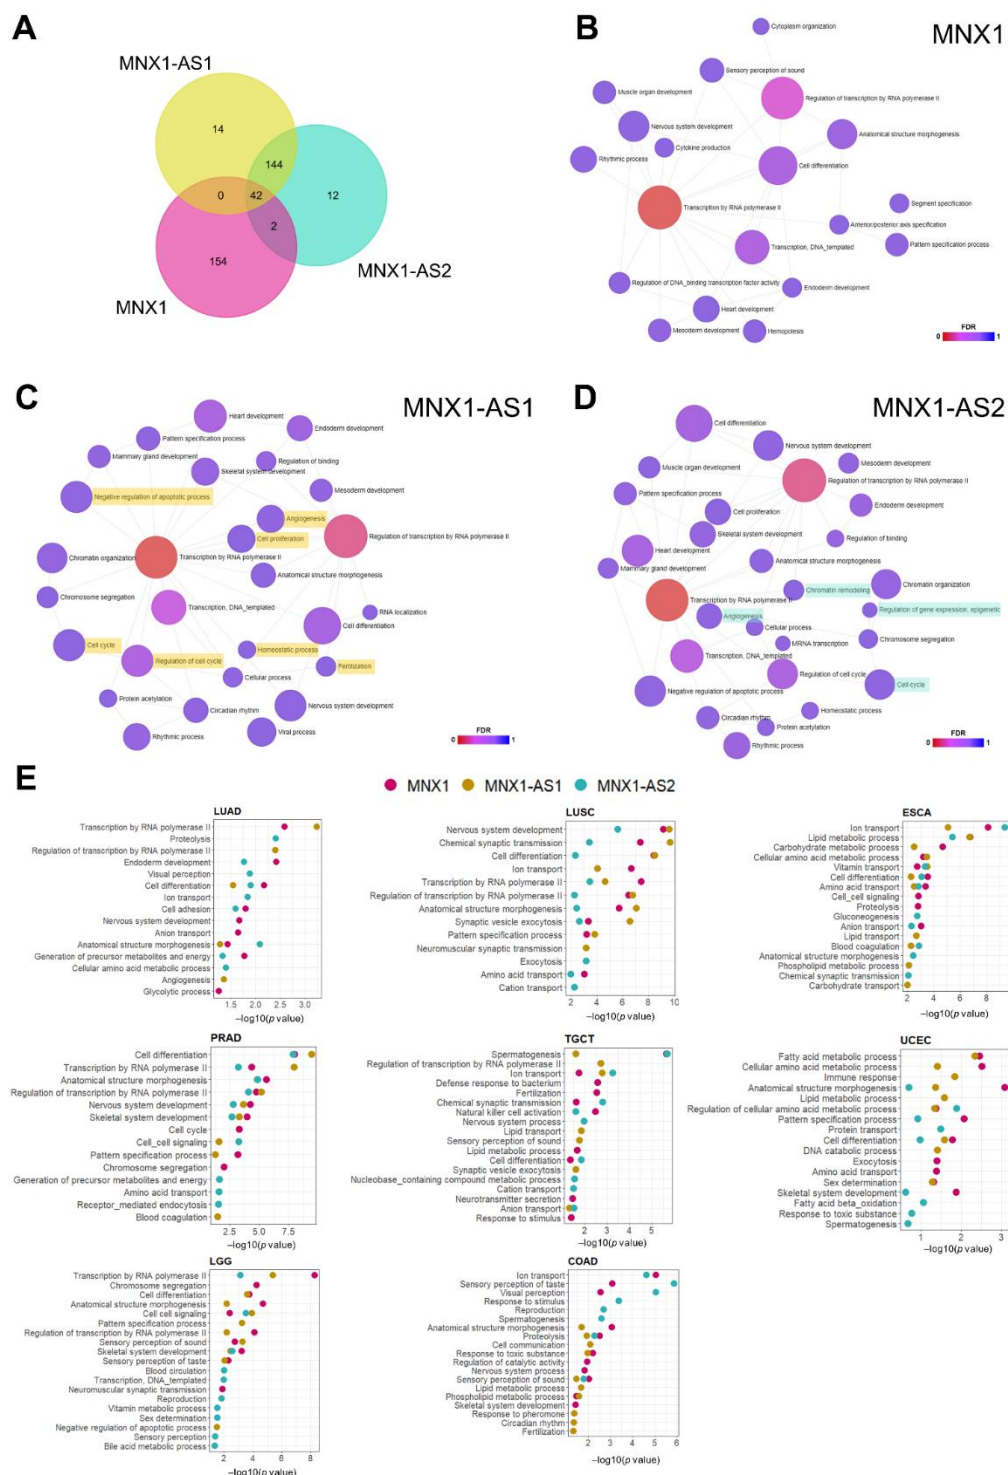 A
MNX1-AS1
14
144
0
42
12
2
154
MNX1-AS2
MNX1
B
MNX1
Cytoplasm organization
Sensory perception of sound
Regulation of transcription by RNA polymerase II
Muscle organ development
Nervous system development
Anatomical structure morphogenesis
Cytokine production
Rhythmic process
Cell differentiation
Transcription by RNA polymerase II
Segment specification
Anterior/posterior axis specification
Pattern specification process
Transcription, DNA_templated
Regulation of DNA_binding transcription factor activity
Endoderm development
Heart development
Mesoderm development
Hemopoiesis
FDR
0 1
C
MNX1-AS1
Heart development
Endoderm development
Pattern specification process
Mammary gland development
Regulation of binding
Skeletal system development
Negative regulation of apoptotic process
Mesoderm development
Angiogenesis
Cell proliferation
Regulation of transcription by RNA polymerase II
Chromatin organization
Transcription by RNA polymerase II
Anatomical structure morphogenesis
Chromosome segregation
Transcription, DNA_templated
RNA localization
Cell differentiation
Cell cycle
Homeostatic process
Regulation of cell cycle
Fertilization
Cellular process
Protein acetylation
Circadian rhythm
Nervous system development
Rhythmic process
Viral process
FDR
0 1
D
MNX1-AS2
Cell differentiation
Nervous system development
Muscle organ development
Mesoderm development
Regulation of transcription by RNA polymerase II
Pattern specification process
Endoderm development
Cell proliferation
Skeletal system development
Regulation of binding
Heart development
Anatomical structure morphogenesis
Mammary gland development
Chromatin organization
Chromatin remodeling
Transcription by RNA polymerase II
Regulation of gene expression, epigenetic
Angiogenesis
Cellular process
Chromosome segregation
MRNA transcription
Transcription, DNA_templated
Regulation of cell cycle
Cell cycle
Negative regulation of apoptotic process
Homeostatic process
Circadian rhythm
Protein acetylation
Rhythmic process
FDR
0 1
E
MNX1 MNX1-AS1 MNX1-AS2
LUAD
Transcription by RNA polymerase II
Proteolysis
Regulation of transcription by RNA polymerase II
Endoderm development
Visual perception
Cell differentiation
Ion transport
Cell adhesion
Nervous system development
Anion transport
Anatomical structure morphogenesis
Generation of precursor metabolites and energy
Cellular amino acid metabolic process
Angiogenesis
Glycolytic process
1.5 2.0 2.5 3.0
−log10(p value)
LUSC
Nervous system development
Chemical synaptic transmission
Cell differentiation
Ion transport
Transcription by RNA polymerase II
Regulation of transcription by RNA polymerase II
Anatomical structure morphogenesis
Synaptic vesicle exocytosis
Pattern specification process
Neuromuscular synaptic transmission
Exocytosis
Amino acid transport
Cation transport
2 4 6 8 10
−log10(p value)
ESCA
Ion transport
Lipid metabolic process
Carbohydrate metabolic process
Cellular amino acid metabolic process
Vitamin transport
Cell differentiation
Amino acid transport
Cell_cell signaling
Proteolysis
Gluconeogenesis
Anion transport
Lipid transport
Blood coagulation
Anatomical structure morphogenesis
Phospholipid metabolic process
Chemical synaptic transmission
Carbohydrate transport
2 4 6 8
−log10(p value)
PRAD
Cell differentiation
Transcription by RNA polymerase II
Anatomical structure morphogenesis
Regulation of transcription by RNA polymerase II
Nervous system development
Skeletal system development
Cell cycle
Cell_cell signaling
Pattern specification process
Chromosome segregation
Generation of precursor metabolites and energy
Amino acid transport
Receptor_mediated endocytosis
Blood coagulation
2.5 5.0 7.5
−log10(p value)
TGCT
Spermatogenesis
Regulation of transcription by RNA polymerase II
Ion transport
Defense response to bacterium
Fertilization
Chemical synaptic transmission
Natural killer cell activation
Nervous system process
Lipid transport
Sensory perception of sound
Lipid metabolic process
Cell differentiation
Synaptic vesicle exocytosis
Nucleobase_containing compound metabolic process
Cation transport
Neurotransmitter secretion
Anion transport
Response to stimulus
2 3 4 5
−log10(p value)
UCEC
Fatty acid metabolic process
Cellular amino acid metabolic process
Immune response
Anatomical structure morphogenesis
Lipid metabolic process
Regulation of cellular amino acid metabolic process
Pattern specification process
Protein transport
Cell differentiation
DNA catabolic process
Exocytosis
Amino acid transport
Sex determination
Skeletal system development
Fatty acid beta_oxidation
Response to toxic substance
Spermatogenesis
1 2 3
−log10(p value)
LGG
Transcription by RNA polymerase II
Chromosome segregation
Cell differentiation
Anatomical structure morphogenesis
Cell cell signaling
Pattern specification process
Regulation of transcription by RNA polymerase II
Sensory perception of sound
Skeletal system development
Sensory perception of taste
Blood circulation
Transcription, DNA_templated
Neuromuscular synaptic transmission
Reproduction
Vitamin metabolic process
Sex determination
Negative regulation of apoptotic process
Sensory perception
Bile acid metabolic process
2 4 6 8
−log10(p value)
COAD
Ion transport
Sensory perception of taste
Visual perception
Response to stimulus
Reproduction
Spermatogenesis
Anatomical structure morphogenesis
Proteolysis
Cell communication
Response to toxic substance
Regulation of catalytic activity
Nervous system process
Sensory perception of sound
Lipid metabolic process
Phospholipid metabolic process
Skeletal system development
Response to pheromone
Circadian rhythm
Fertilization
2 3 4 5 6
−log10(p value)